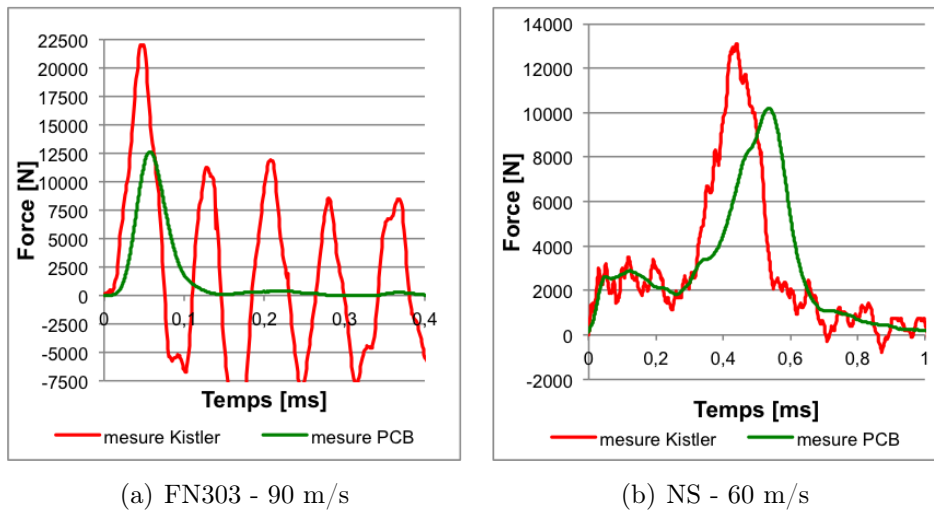 22500
20000
17500
15000
12500
10000
7500
5000
2500
0
-2500
-5000
-7500
Force [N]
0 0,1 0,2 0,3 0,4
Temps [ms]
mesure Kistler mesure PCB
(a) FN303 - 90 m/s
14000
12000
10000
8000
6000
4000
2000
0
-2000
Force [N]
0 0,2 0,4 0,6 0,8 1
Temps [ms]
mesure Kistler mesure PCB
(b) NS - 60 m/s